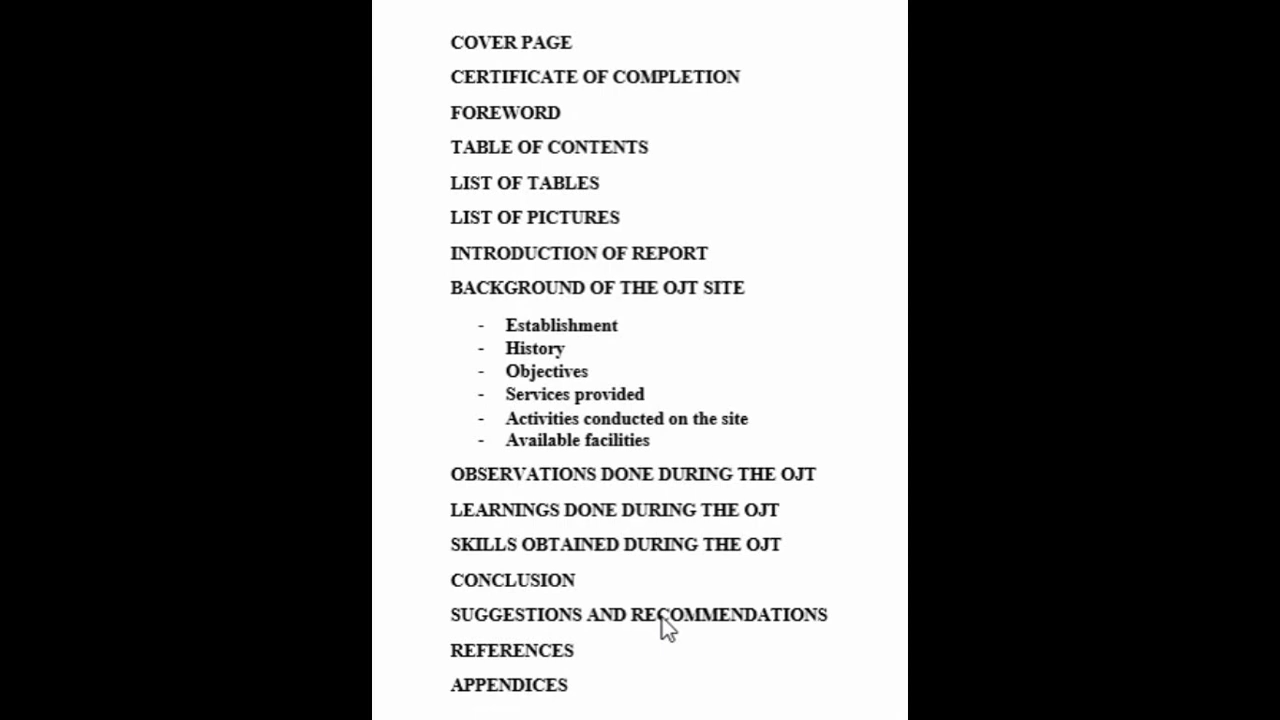 COVER PAGE
CERTIFICATE OF COMPLETION
FOREWORD
TABLE OF CONTENTS
LIST OF TABLES
LIST OF PICTURES
INTRODUCTION OF REPORT
BACKGROUND OF THE OJT SITE
- Establishment
- History
- Objectives
- Services provided
- Activities conducted on the site
- Available facilities
OBSERVATIONS DONE DURING THE OJT
LEARNINGS DONE DURING THE OJT
SKILLS OBTAINED DURING THE OJT
CONCLUSION
SUGGESTIONS AND RECOMMENDATIONS
REFERENCES
APPENDICES